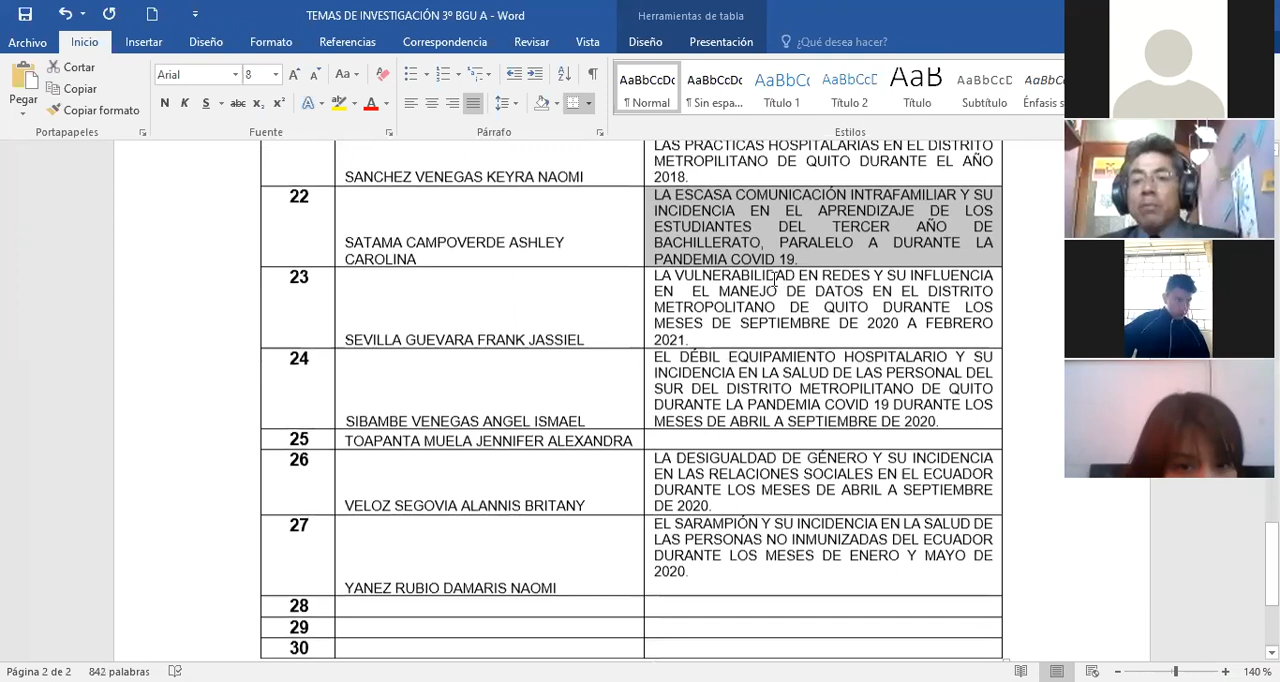 TEMAS DE INVESTIGACIÓN 3º BGU A - Word
Herramientas de tabla
Archivo
Inicio
Insertar
Diseño
Formato
Referencias
Correspondencia
Revisar
Vista
Diseño
Presentación
¿Qué desea hacer?
Pegar
Cortar
Copiar
Copiar formato
Portapapeles
Arial
8
Aa
N K S abc x₂ x²
Fuente
Párrafo
AaBbCcDc
¶ Normal
AaBbCcDc
¶ Sin espa...
AaBbCc
Título 1
AaBbCcD
Título 2
AaB
Título
AaBbCcD
Subtítulo
AaBbCcDc
Énfasis s
Estilos
SANCHEZ VENEGAS KEYRA NAOMI
LAS PRÁCTICAS HOSPITALARIAS EN EL DISTRITO
METROPILITANO DE QUITO DURANTE EL AÑO
2018.
22
SATAMA CAMPOVERDE ASHLEY
CAROLINA
LA ESCASA COMUNICACIÓN INTRAFAMILIAR Y SU
INCIDENCIA EN EL APRENDIZAJE DE LOS
ESTUDIANTES DEL TERCER AÑO DE
BACHILLERATO, PARALELO A DURANTE LA
PANDEMIA COVID 19.
23
SEVILLA GUEVARA FRANK JASSIEL
LA VULNERABILIDAD EN REDES Y SU INFLUENCIA
EN EL MANEJO DE DATOS EN EL DISTRITO
METROPOLITANO DE QUITO DURANTE LOS
MESES DE SEPTIEMBRE DE 2020 A FEBRERO
2021.
24
SIBAMBE VENEGAS ANGEL ISMAEL
EL DÉBIL EQUIPAMIENTO HOSPITALARIO Y SU
INCIDENCIA EN LA SALUD DE LAS PERSONAL DEL
SUR DEL DISTRITO METROPOLITANO DE QUITO
DURANTE LA PANDEMIA COVID 19 DURANTE LOS
MESES DE ABRIL A SEPTIEMBRE DE 2020.
25
TOAPANTA MUELA JENNIFER ALEXANDRA
26
VELOZ SEGOVIA ALANNIS BRITANY
LA DESIGUALDAD DE GÉNERO Y SU INCIDENCIA
EN LAS RELACIONES SOCIALES EN EL ECUADOR
DURANTE LOS MESES DE ABRIL A SEPTIEMBRE
DE 2020.
27
YANEZ RUBIO DAMARIS NAOMI
EL SARAMPIÓN Y SU INCIDENCIA EN LA SALUD DE
LAS PERSONAS NO INMUNIZADAS DEL ECUADOR
DURANTE LOS MESES DE ENERO Y MAYO DE
2020.
28
29
30
Página 2 de 2
842 palabras
140 %